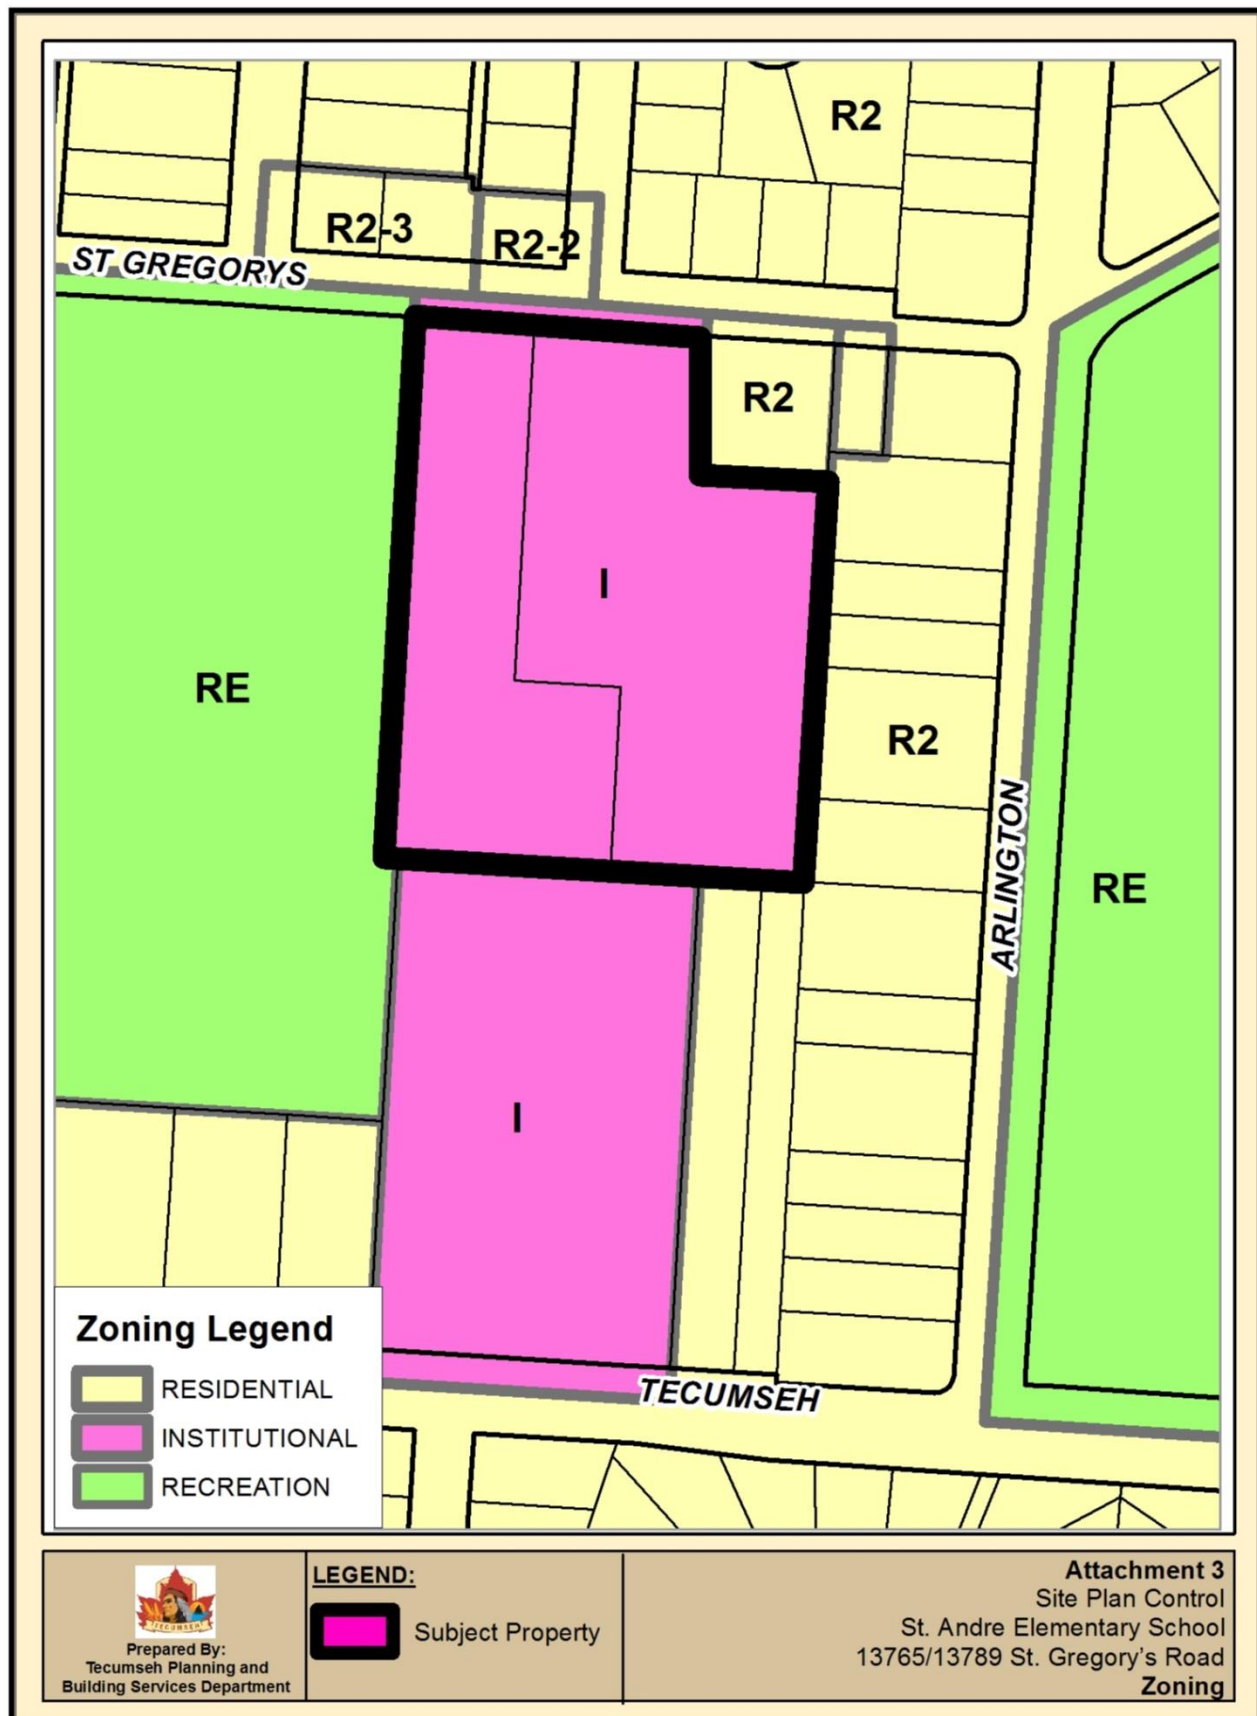 R2
R2-3
R2-2
ST GREGORYS
R2
I
RE
R2
ARLINGTON
RE
I
TECUMSEH
Zoning Legend
RESIDENTIAL
INSTITUTIONAL
RECREATION
TECUMSEH
Prepared By:
Tecumseh Planning and
Building Services Department
LEGEND:
Subject Property
Attachment 3
Site Plan Control
St. Andre Elementary School
13765/13789 St. Gregory’s Road
Zoning